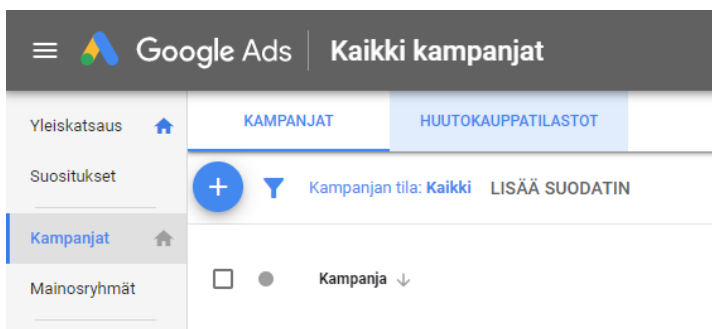 Google Ads Kaikki kampanjat
Yleiskatsaus
Suositukset
Kampanjat
Mainosryhmät
KAMPANJAT HUUTOKAUPPATILASTOT
Kampanjan tila: Kaikki LISÄÄ SUODATIN
Kampanja